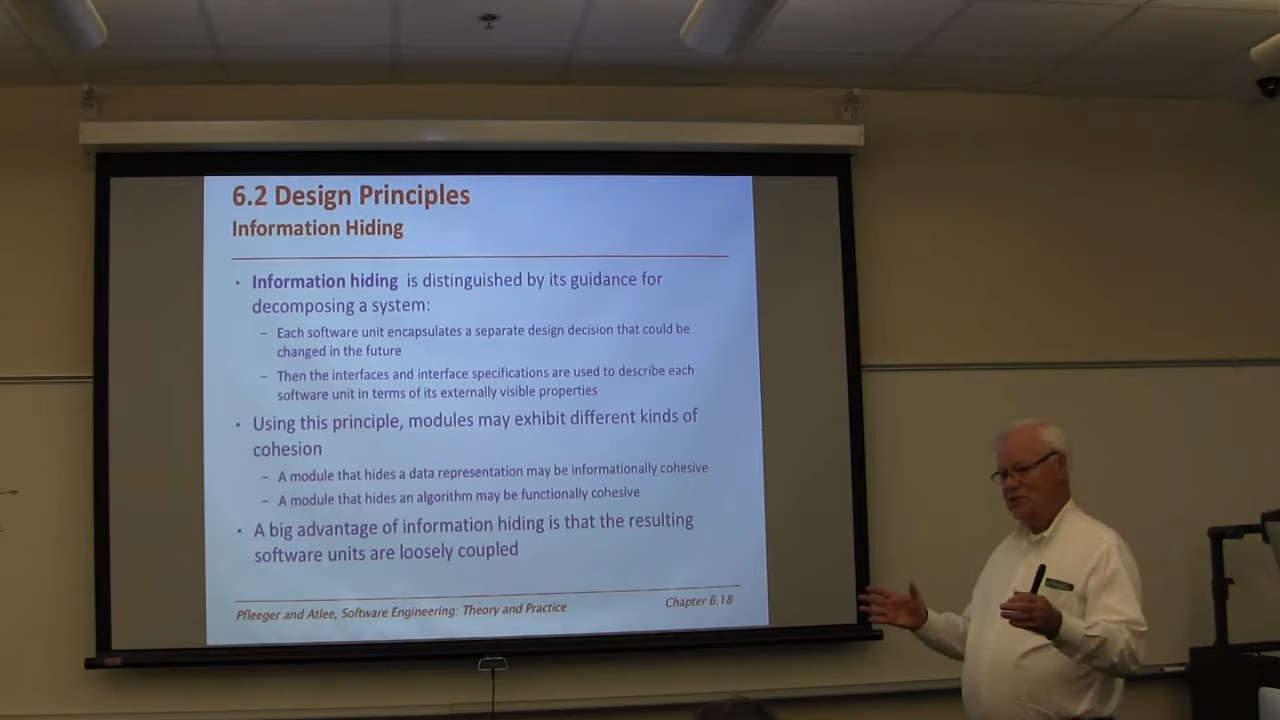 6.2 Design Principles
Information Hiding
• Information hiding is distinguished by its guidance for
decomposing a system:
– Each software unit encapsulates a separate design decision that could be
changed in the future
– Then the interfaces and interface specifications are used to describe each
software unit in terms of its externally visible properties
• Using this principle, modules may exhibit different kinds of
cohesion
– A module that hides a data representation may be informationally cohesive
– A module that hides an algorithm may be functionally cohesive
• A big advantage of information hiding is that the resulting
software units are loosely coupled
Pfleeger and Atlee, Software Engineering: Theory and Practice
Chapter 6.18